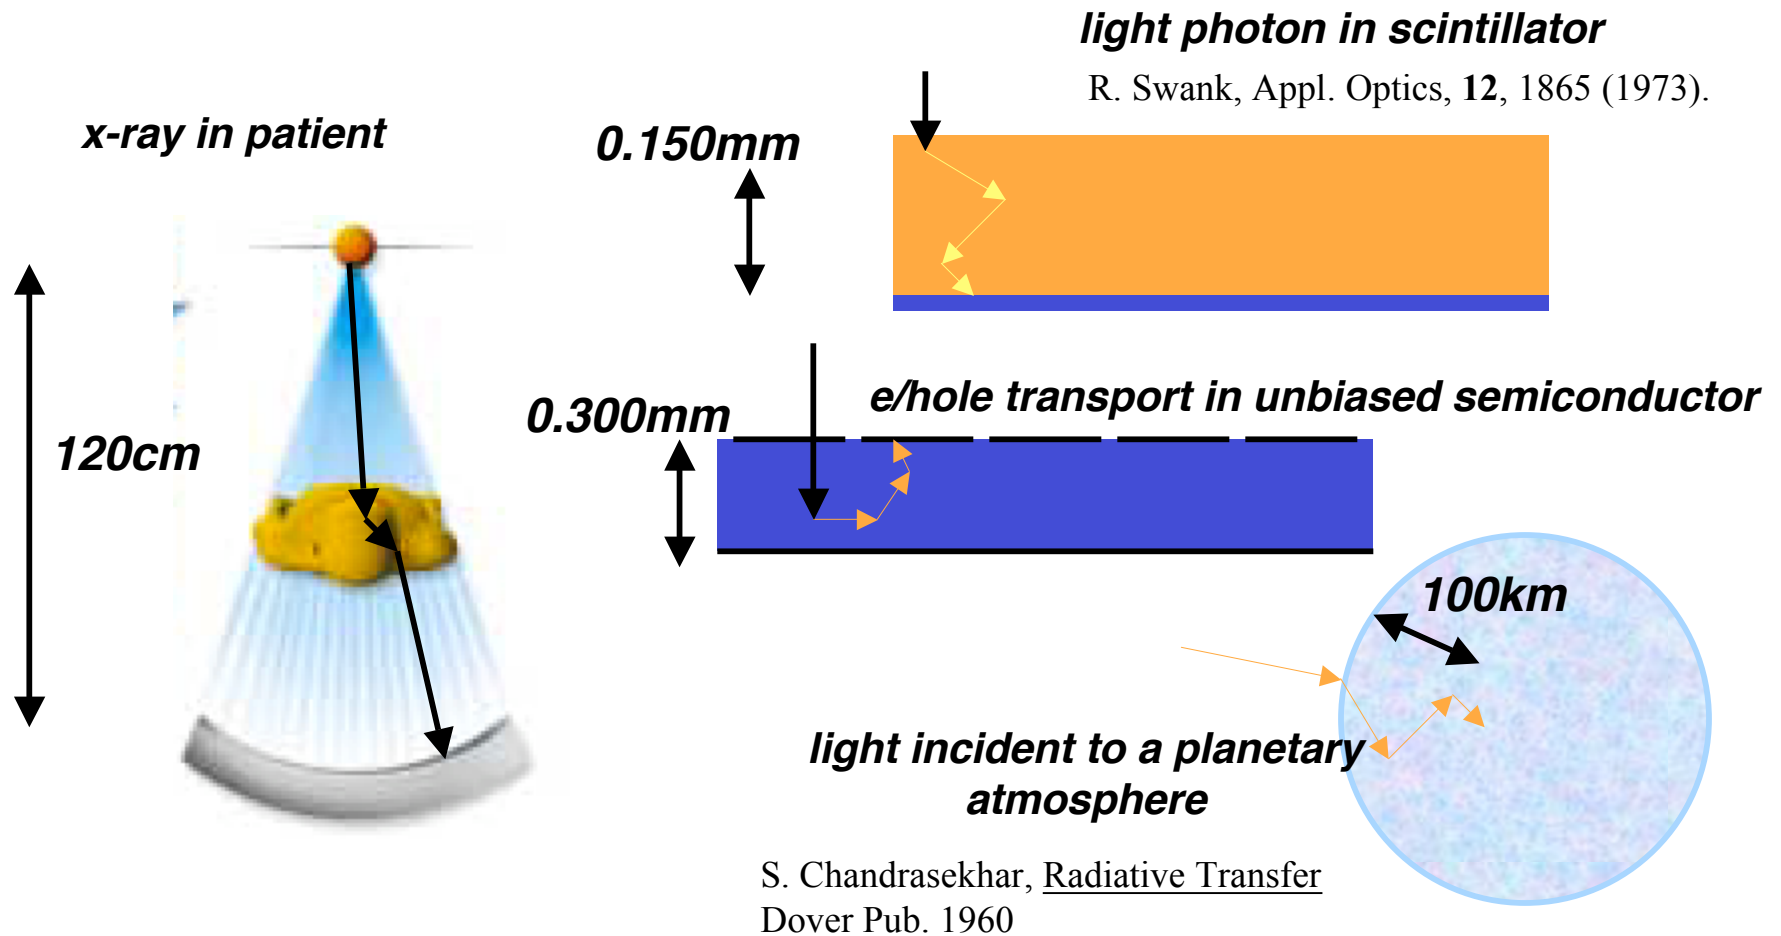 light photon in scintillator
R. Swank, Appl. Optics, 12, 1865 (1973).
x-ray in patient
0.150mm
120cm
0.300mm
e/hole transport in unbiased semiconductor
100km
light incident to a planetary
atmosphere
S. Chandrasekhar, Radiative Transfer
Dover Pub. 1960